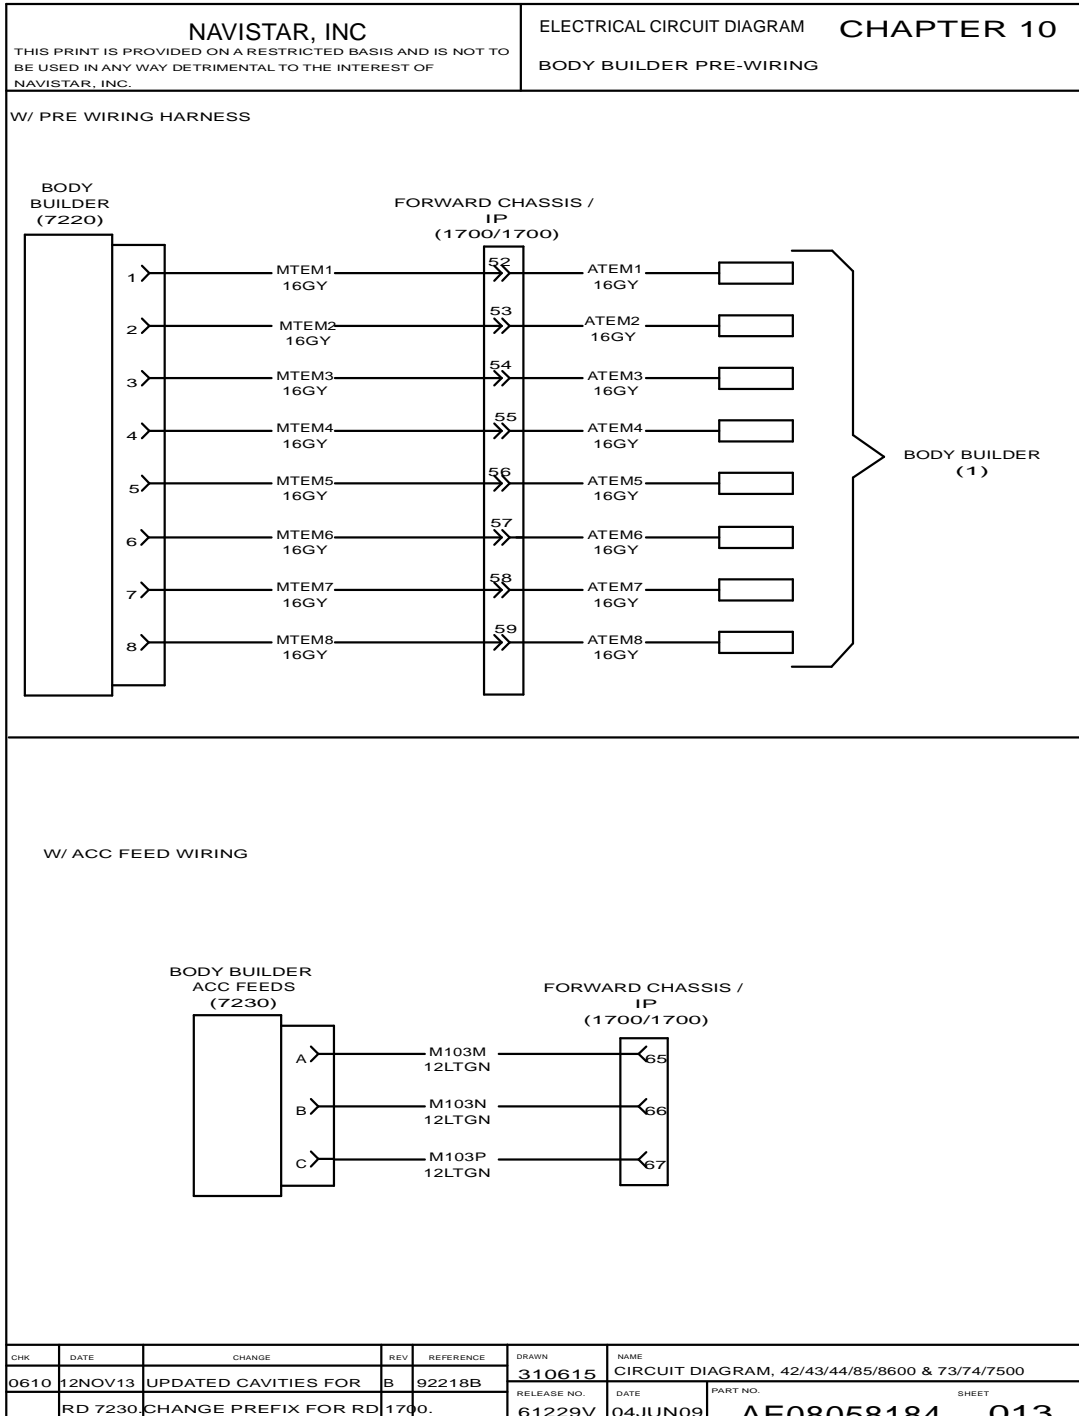 NAVISTAR, INC
THIS PRINT IS PROVIDED ON A RESTRICTED BASIS AND IS NOT TO
BE USED IN ANY WAY DETRIMENTAL TO THE INTEREST OF
NAVISTAR, INC.
ELECTRICAL CIRCUIT DIAGRAM
CHAPTER 10
BODY BUILDER PRE-WIRING
W/ PRE WIRING HARNESS
BODY
BUILDER
(7220)
FORWARD CHASSIS /
IP
(1700/1700)
1 MTEM1 52 ATEM1
16GY 16GY
2 MTEM2 53 ATEM2
16GY 16GY
3 MTEM3 54 ATEM3
16GY 16GY
4 MTEM4 55 ATEM4
16GY 16GY
5 MTEM5 56 ATEM5
16GY 16GY
6 MTEM6 57 ATEM6
16GY 16GY
7 MTEM7 58 ATEM7
16GY 16GY
8 MTEM8 59 ATEM8
16GY 16GY
BODY BUILDER
(1)
W/ ACC FEED WIRING
BODY BUILDER
ACC FEEDS
(7230)
FORWARD CHASSIS /
IP
(1700/1700)
A M103M 65
12LTGN
B M103N 66
12LTGN
C M103P 67
12LTGN
CHK DATE CHANGE REV REFERENCE
0610 12NOV13 UPDATED CAVITIES FOR B 92218B
RD 7230.CHANGE PREFIX FOR RD 1700.
DRAWN
310615
NAME
CIRCUIT DIAGRAM, 42/43/44/85/8600 & 73/74/7500
RELEASE NO.
61229V
DATE
04JUN09
PART NO.
AE08058184
SHEET
013